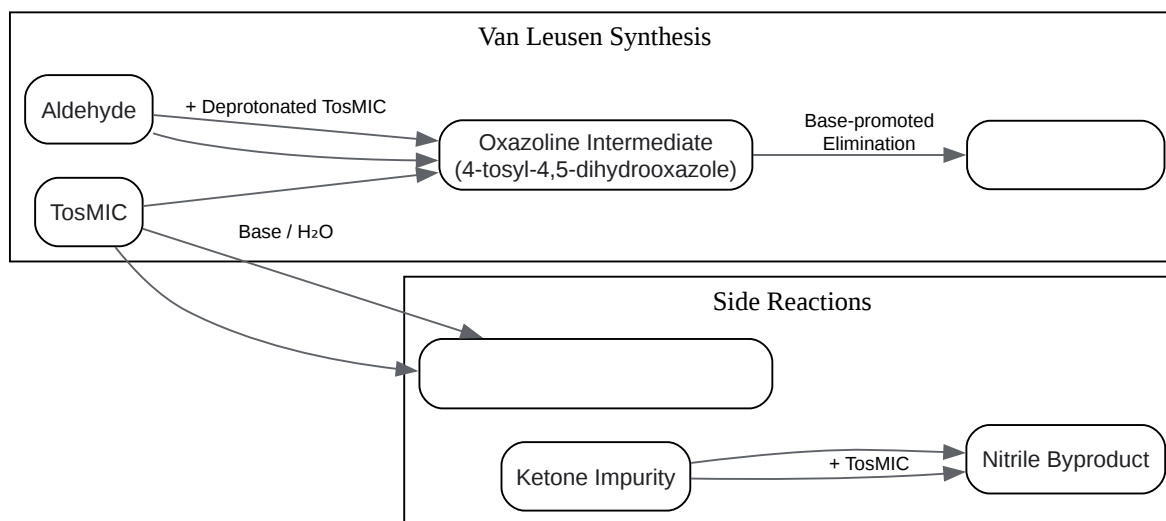 Van Leusen Synthesis
Aldehyde
+ Deprotonated TosMIC
Oxazoline Intermediate
(4-tosyl-4,5-dihydrooxazole)
Base-promoted
Elimination
TosMIC
Base / H₂O
Side Reactions
Ketone Impurity
+ TosMIC
Nitrile Byproduct